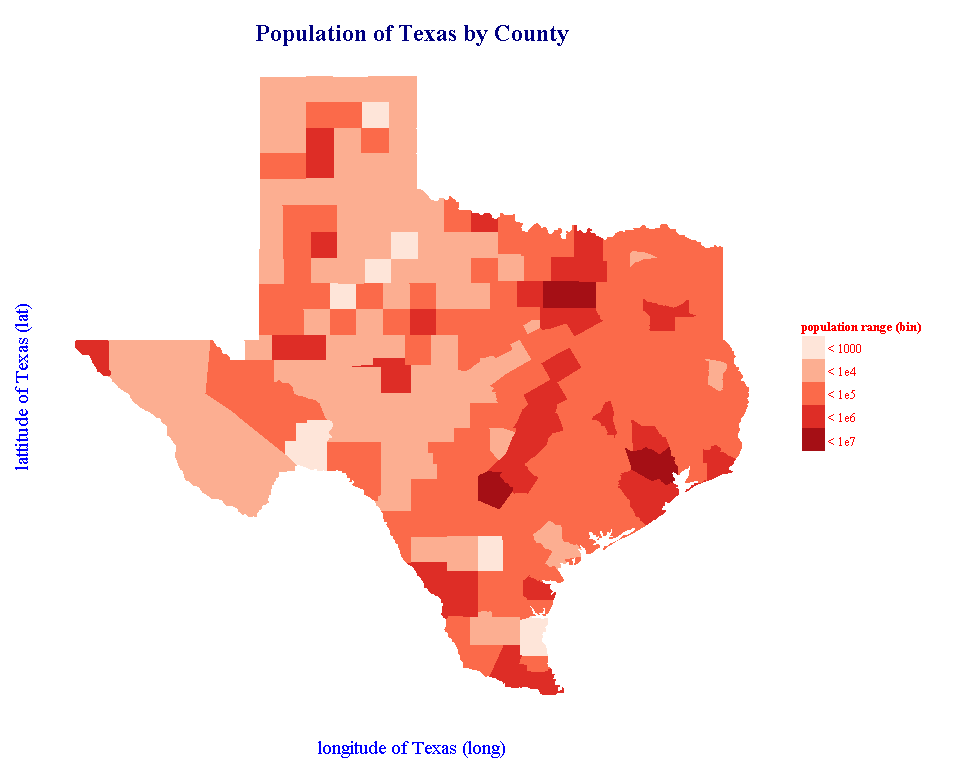 Population of Texas by County
lattitude of Texas (lat)
population range (bin)
< 1000
< 1e4
< 1e5
< 1e6
< 1e7
longitude of Texas (long)